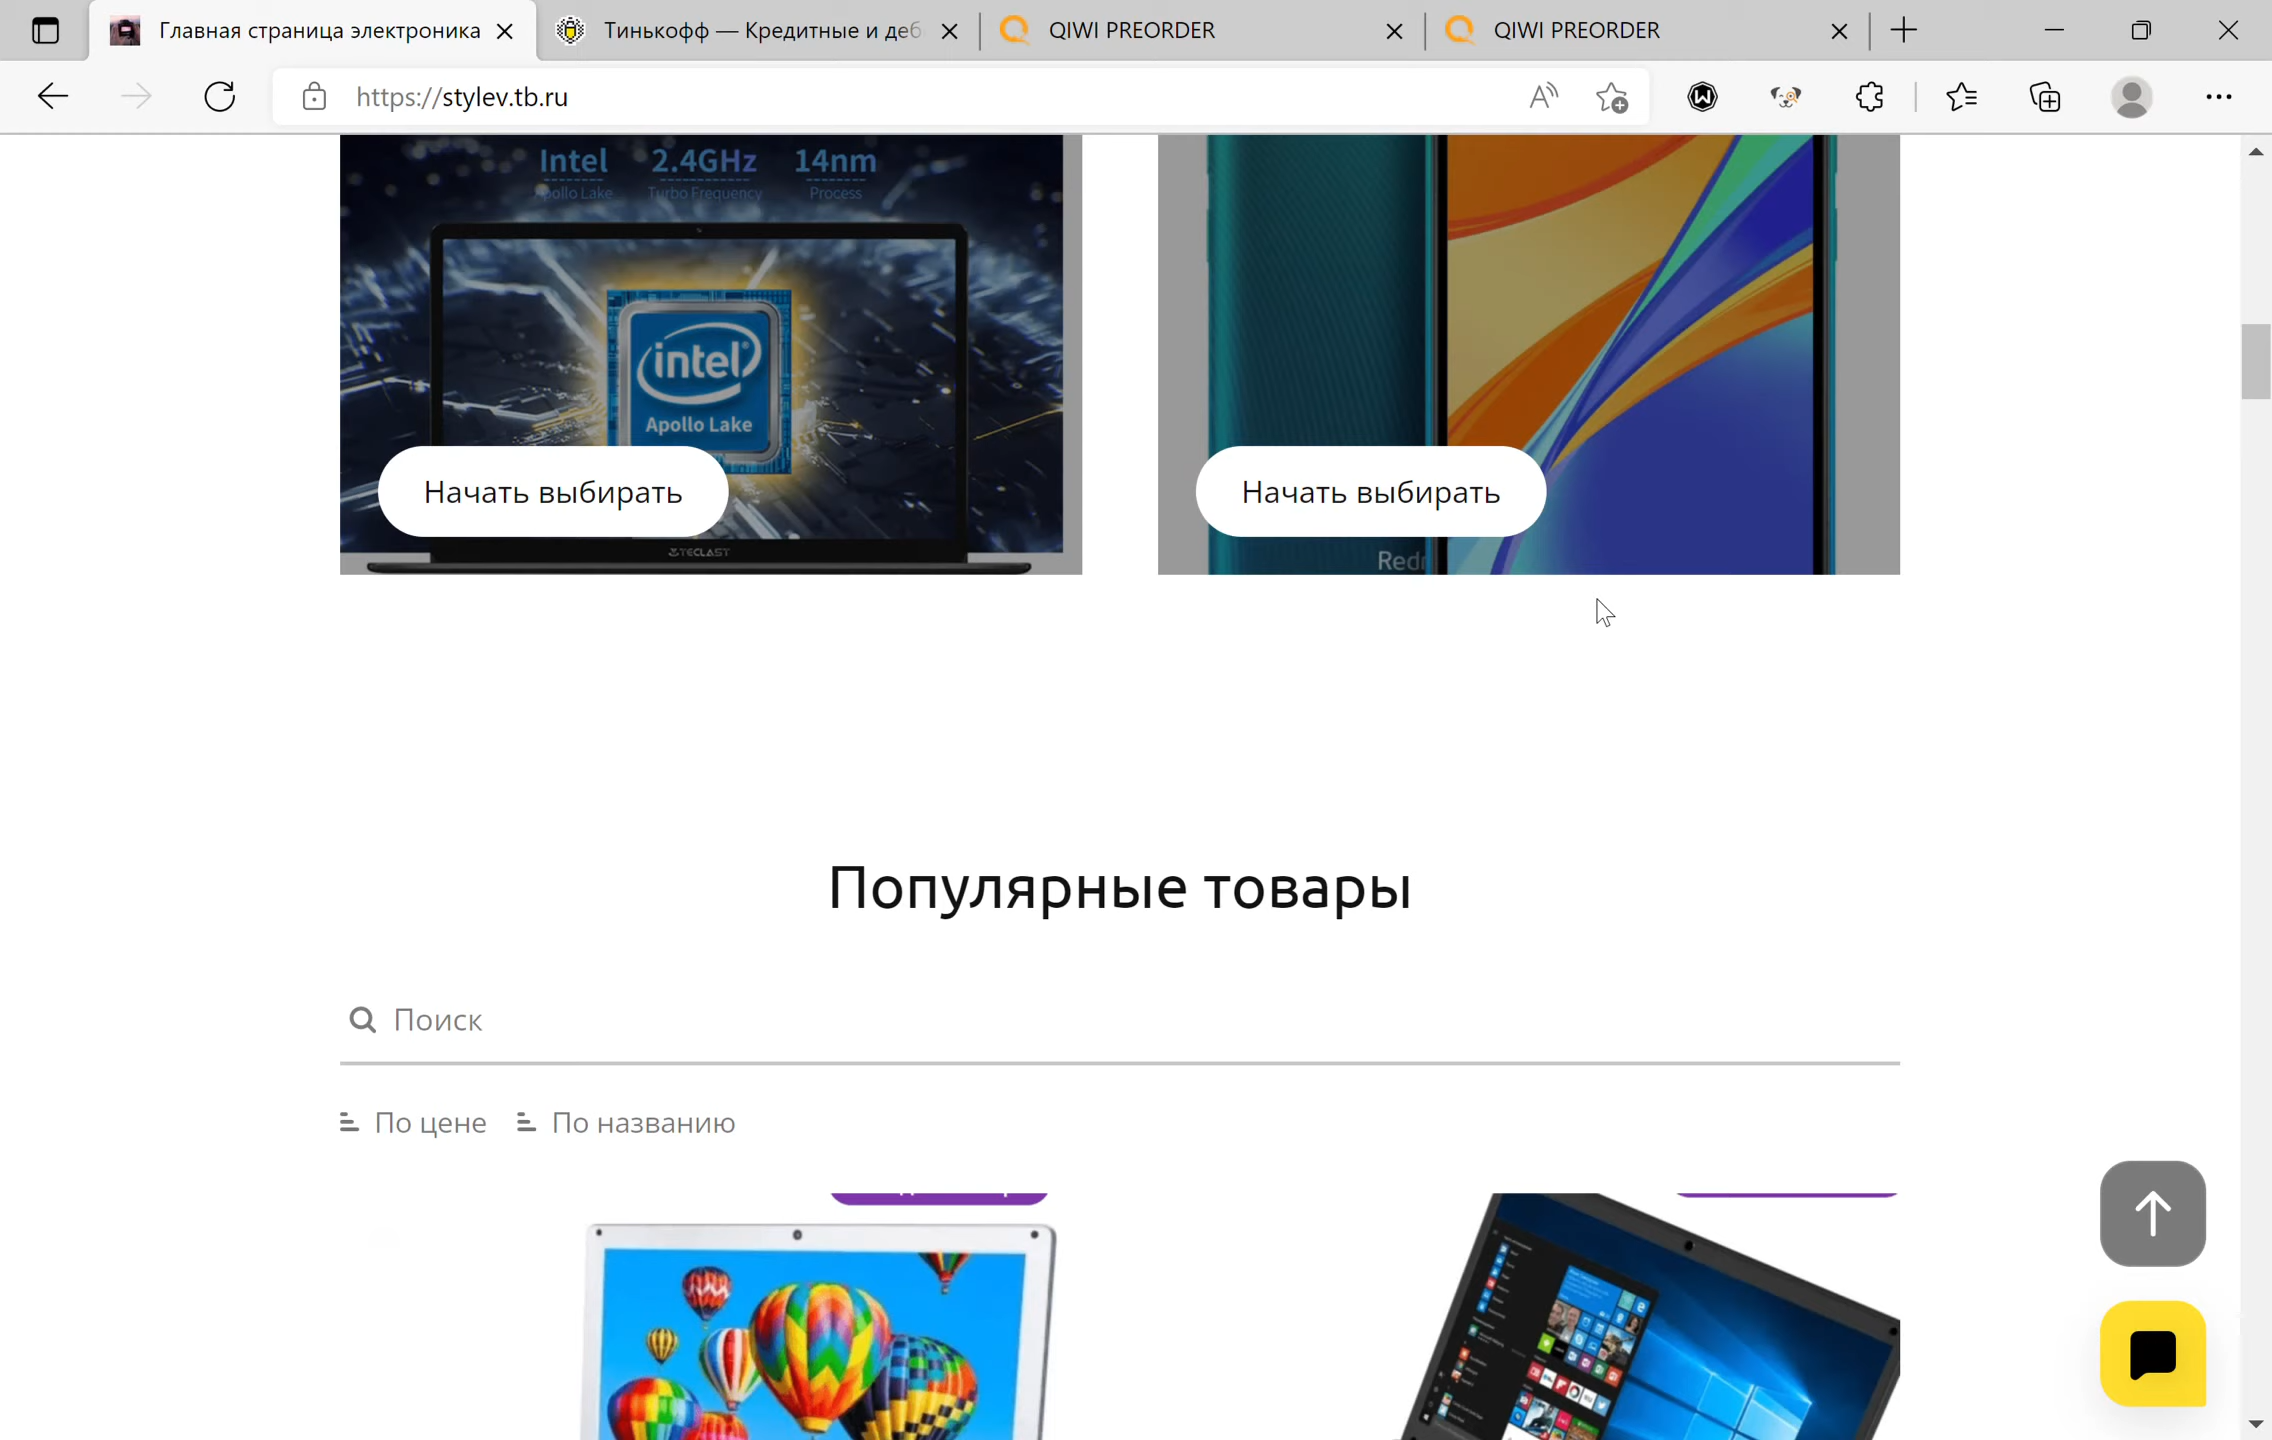 Главная страница электроника
Тинькофф — Кредитные и деб
QIWI PREORDER
QIWI PREORDER
https://stylev.tb.ru
Intel 2.4GHz 14nm
Apollo Lake Turbo Frequency Process
intel
Apollo Lake
TECLAST
Начать выбирать
Redm
Начать выбирать
Популярные товары
Поиск
По цене По названию